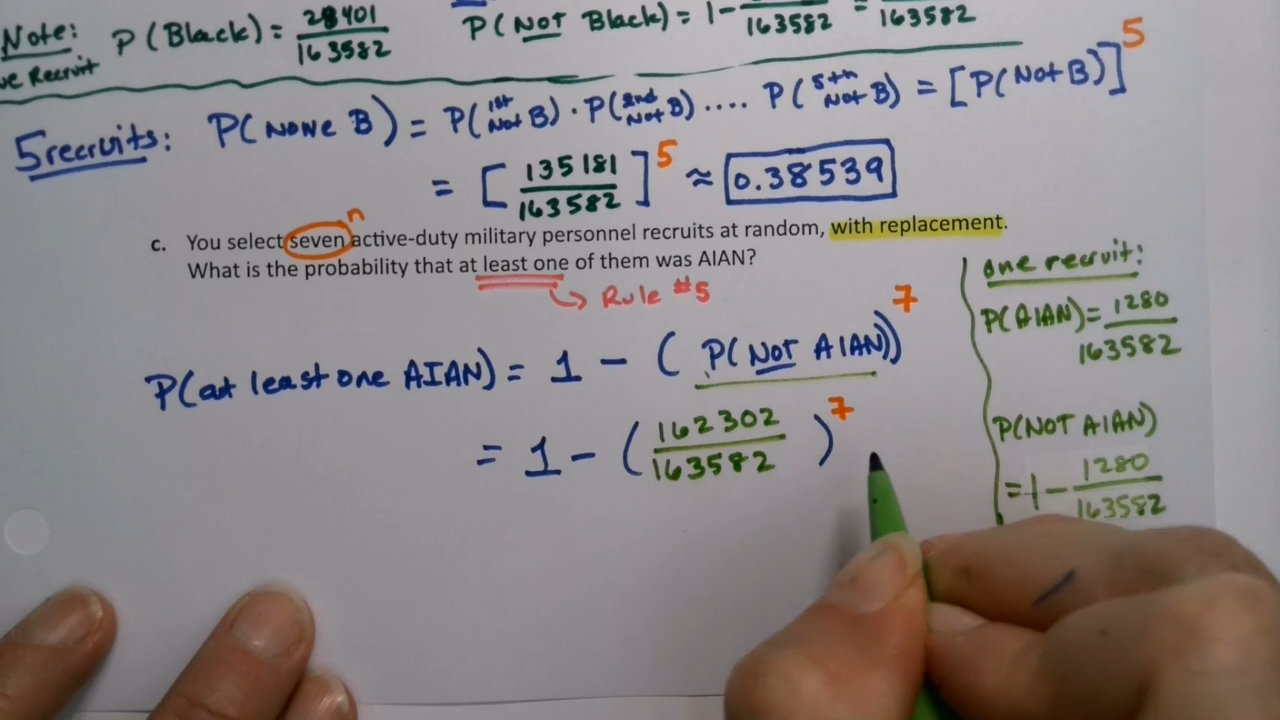 Note: P(Black) = 28401/163582 P(Not Black) = 1 - /163582 = /163582
ve Recruit
5 recruits: P(None B) = P(1st Not B) · P(2nd Not B) .... P(5th Not B) = [P(Not B)]^5
= [135181/163582]^5 ≈ 0.38539
c. You select seven active-duty military personnel recruits at random, with replacement.
n
What is the probability that at least one of them was AIAN?
Rule #5
one recruit:
P(AIAN) = 1280/163582
P(at least one AIAN) = 1 - (P(Not AIAN))^7
= 1 - (162302/163582)^7
P(NOT AIAN)
= 1 - 1280/163582